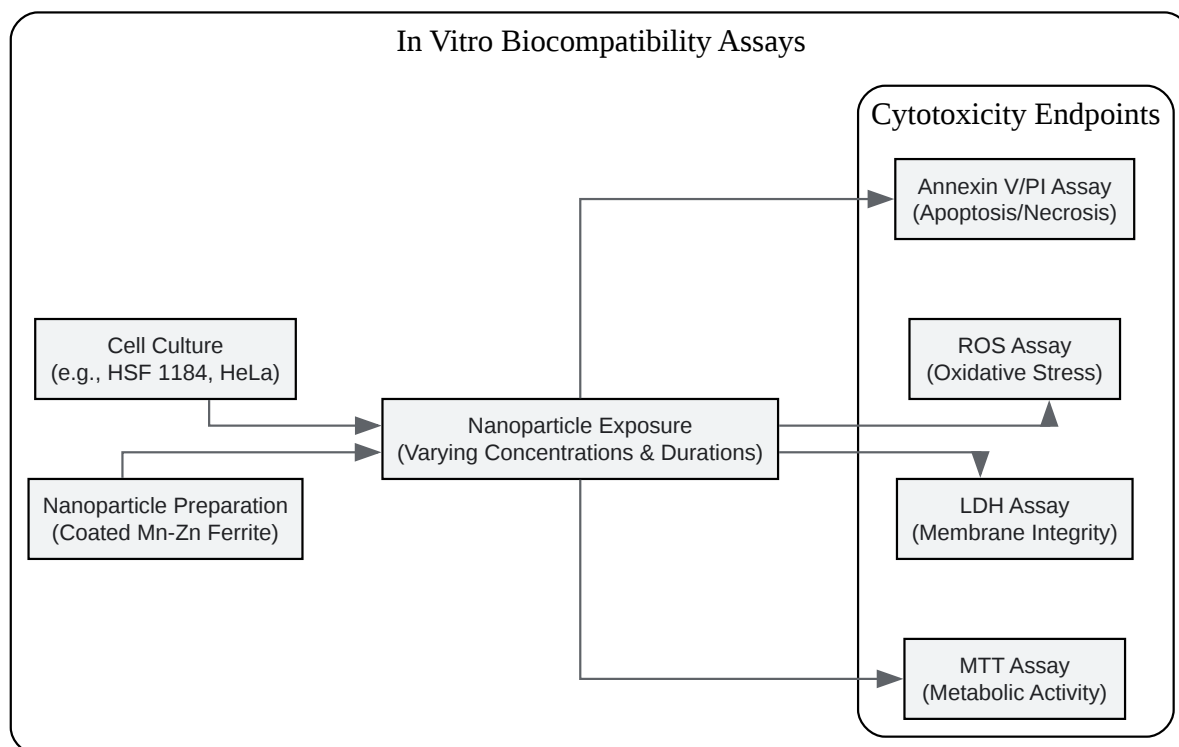 In Vitro Biocompatibility Assays
Cytotoxicity Endpoints
Annexin V/PI Assay
(Apoptosis/Necrosis)
Cell Culture
(e.g., HSF 1184, HeLa)
ROS Assay
(Oxidative Stress)
Nanoparticle Exposure
(Varying Concentrations & Durations)
Nanoparticle Preparation
(Coated Mn-Zn Ferrite)
LDH Assay
(Membrane Integrity)
MTT Assay
(Metabolic Activity)